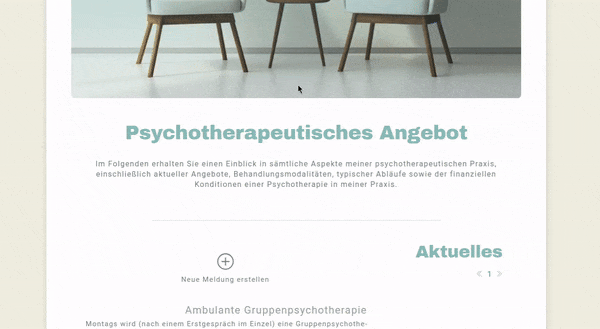 Psychotherapeutisches Angebot
Im Folgenden erhalten Sie einen Einblick in sämtliche Aspekte meiner psychotherapeutischen Praxis,
einschließlich aktueller Angebote, Behandlungsmodalitäten, typischer Abläufe sowie der finanziellen
Konditionen einer Psychotherapie in meiner Praxis.
Aktuelles
« 1 »
Neue Meldung erstellen
Ambulante Gruppenpsychotherapie
Montags wird (nach einem Erstgespräch im Einzel) eine Gruppenpsychothe-